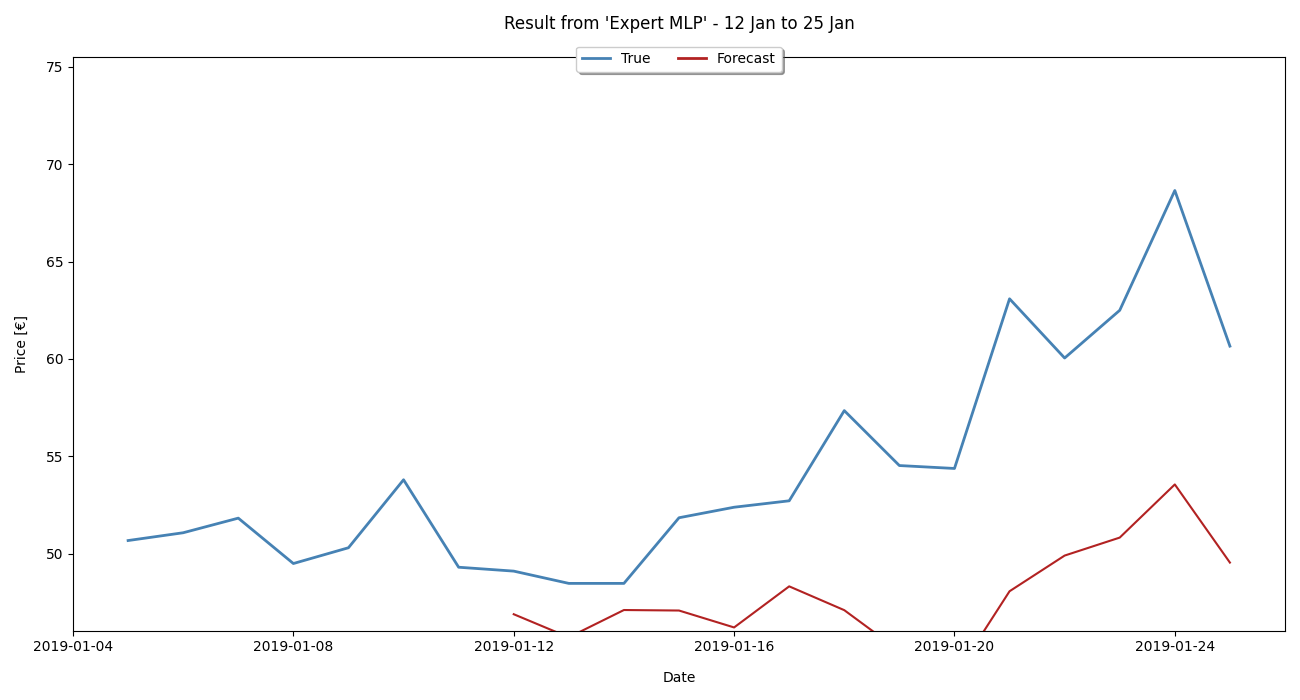 Result from 'Expert MLP' - 12 Jan to 25 Jan
True Forecast
75
70
65
60
55
50
Price [€]
2019-01-04 2019-01-08 2019-01-12 2019-01-16 2019-01-20 2019-01-24
Date